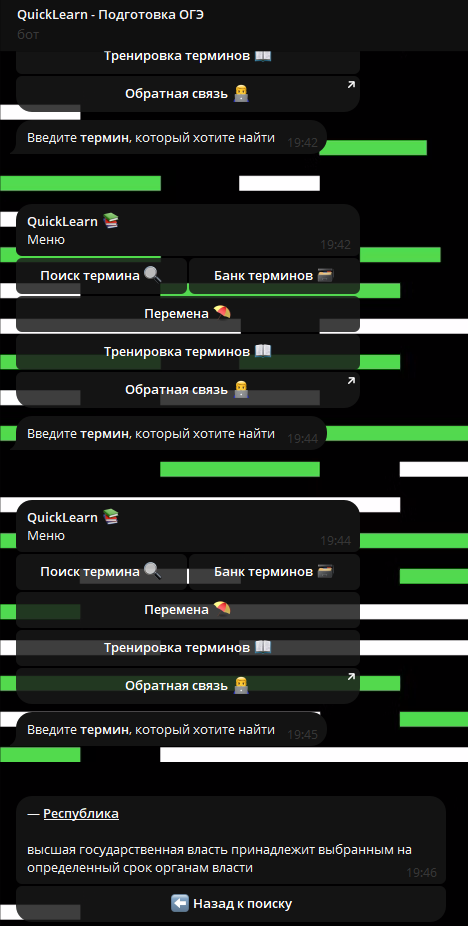 QuickLearn - Подготовка ОГЭ
бот
Тренировка терминов
Обратная связь
Введите термин, который хотите найти 19:42
QuickLearn
Меню 19:42
Поиск термина Банк терминов
Перемена
Тренировка терминов
Обратная связь
Введите термин, который хотите найти 19:44
QuickLearn
Меню 19:44
Поиск термина Банк терминов
Перемена
Тренировка терминов
Обратная связь
Введите термин, который хотите найти 19:45
— Республика
высшая государственная власть принадлежит выбранным на
определенный срок органам власти 19:46
Назад к поиску